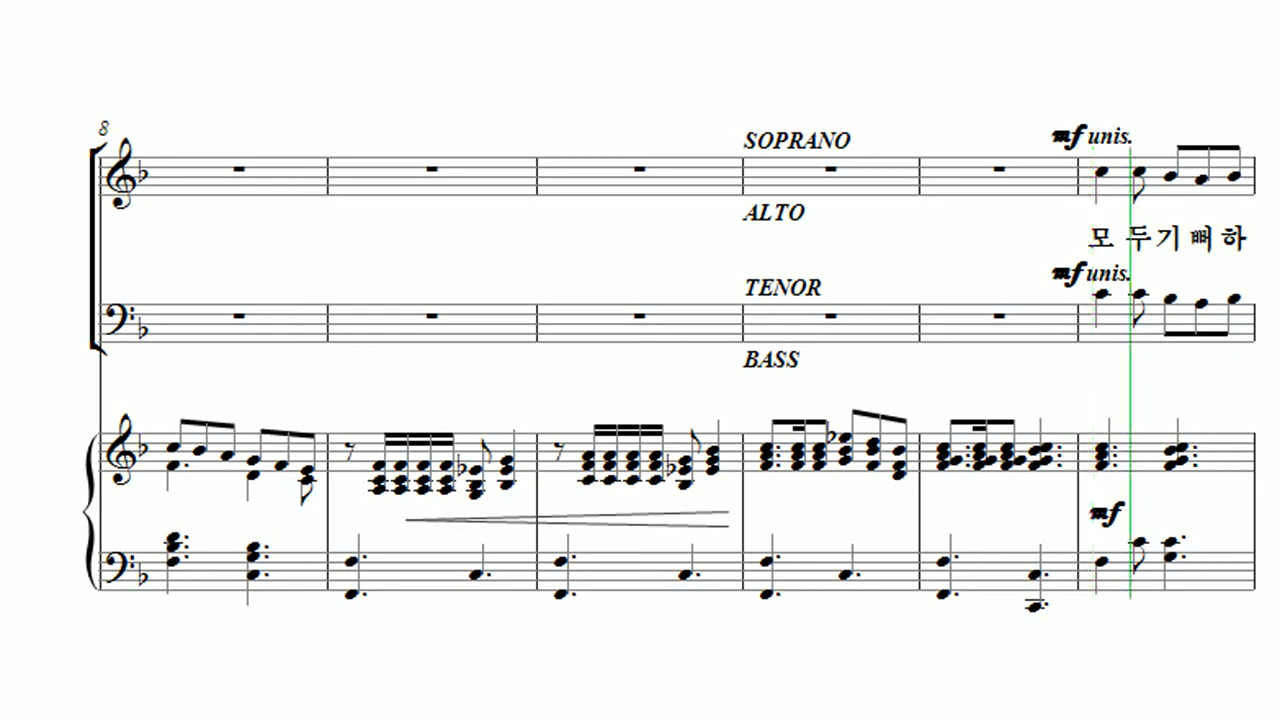 8
SOPRANO
mf unis.
ALTO
모 두기 뻐 하
mf unis.
TENOR
BASS
mf